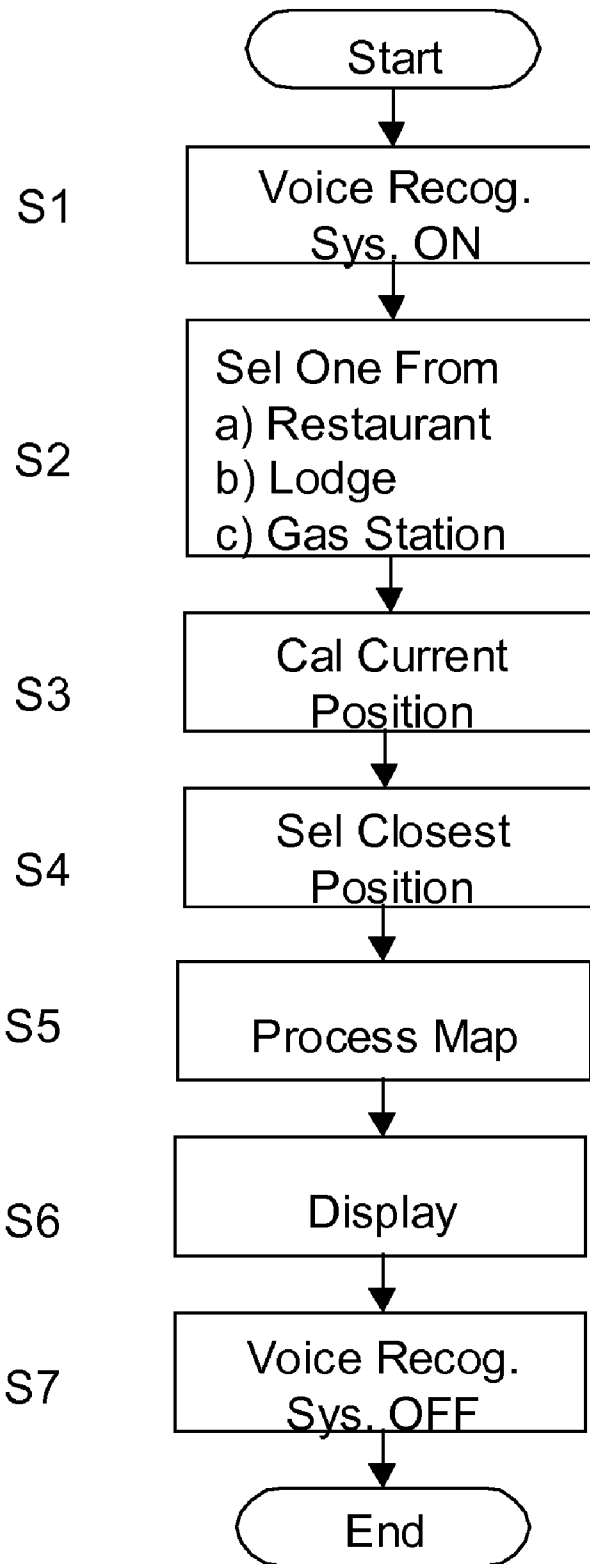 Start
S1
Voice Recog.
Sys. ON
S2
Sel One From
a) Restaurant
b) Lodge
c) Gas Station
S3
Cal Current
Position
S4
Sel Closest
Position
S5
Process Map
S6
Display
S7
Voice Recog.
Sys. OFF
End